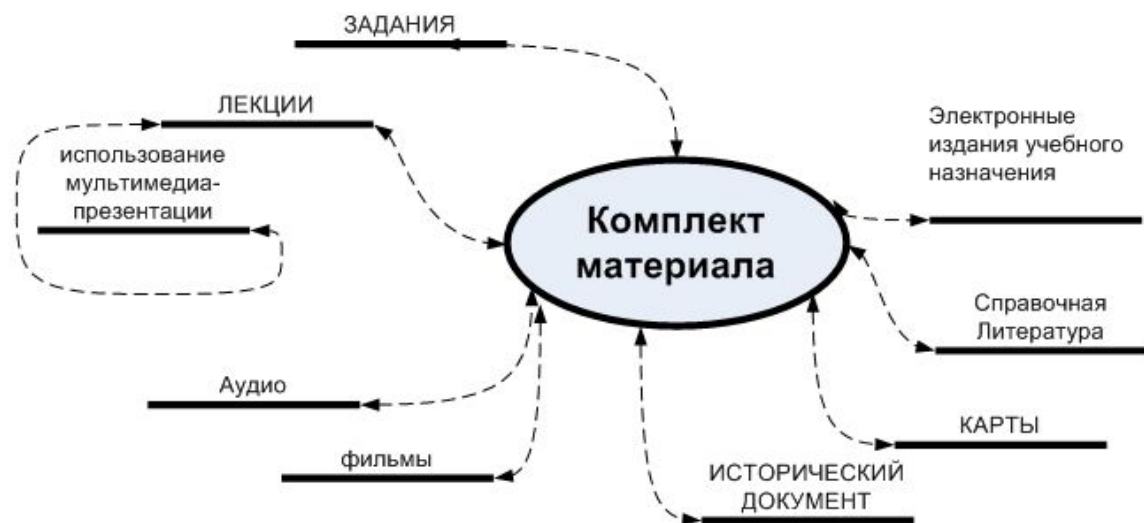 ЗАДАНИЯ
ЛЕКЦИИ
использование
мультимедиа-
презентации
Электронные
издания учебного
назначения
Комплект
материала
Справочная
Литература
Аудио
фильмы
КАРТЫ
ИСТОРИЧЕСКИЙ
ДОКУМЕНТ